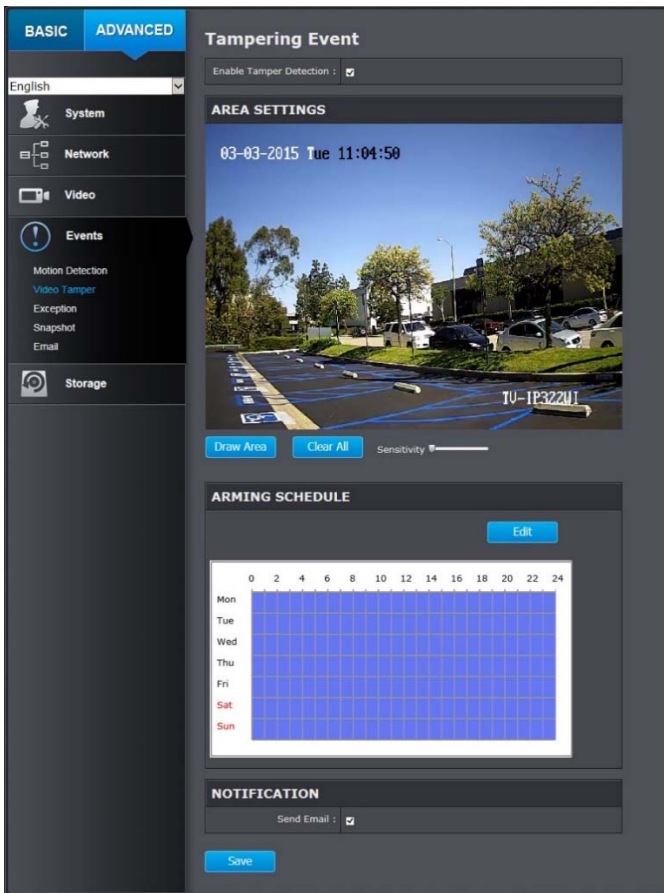 BASIC ADVANCED
English
System
Network
Video
Events
Motion Detection
Video Tamper
Exception
Snapshot
Email
Storage
Tampering Event
Enable Tamper Detection :
AREA SETTINGS
03-03-2015 Tue 11:04:50
TV-IP322WI
Draw Area Clear All Sensitivity
ARMING SCHEDULE
Edit
0 2 4 6 8 10 12 14 16 18 20 22 24
Mon
Tue
Wed
Thu
Fri
Sat
Sun
NOTIFICATION
Send Email :
Save